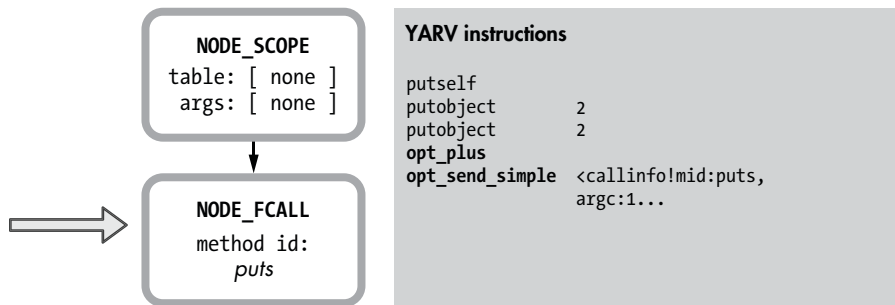 NODE_SCOPE
table: [ none ]
args: [ none ]
NODE_FCALL
method id:
puts
YARV instructions
putself
putobject 2
putobject 2
opt_plus
opt_send_simple <callinfo!mid:puts,
argc:1...